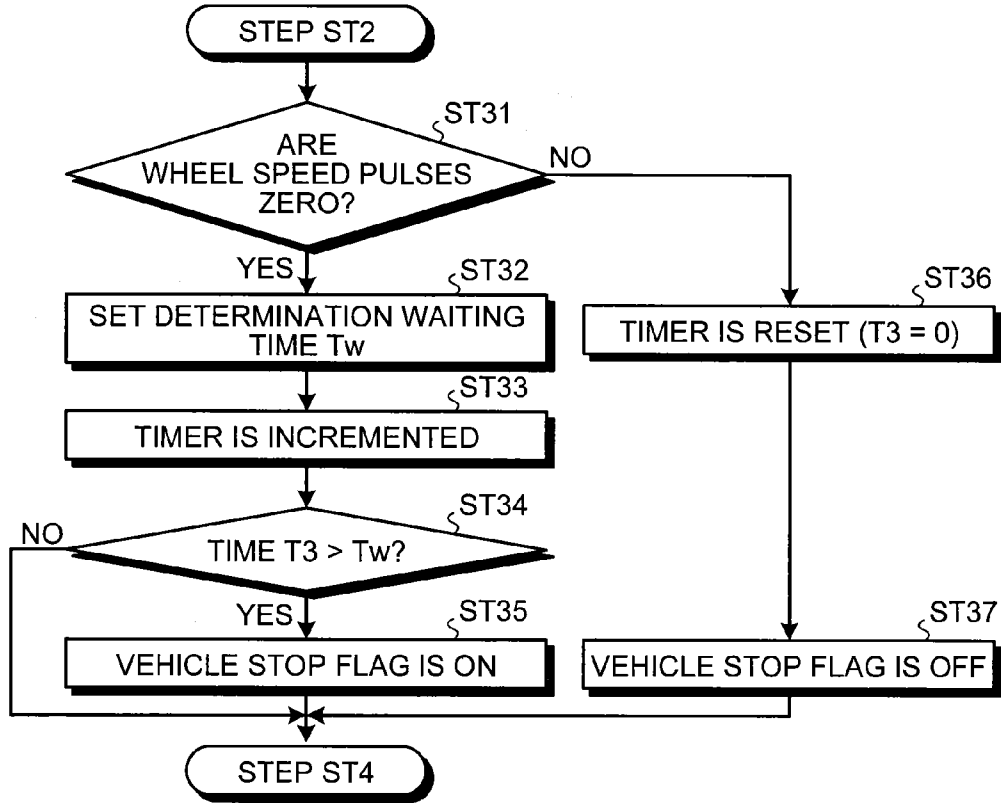 STEP ST2
ST31
ARE
WHEEL SPEED PULSES
ZERO?
NO
YES
ST32
SET DETERMINATION WAITING
TIME Tw
ST36
TIMER IS RESET (T3 = 0)
ST33
TIMER IS INCREMENTED
ST34
NO
TIME T3 > Tw?
YES
ST35
VEHICLE STOP FLAG IS ON
ST37
VEHICLE STOP FLAG IS OFF
STEP ST4